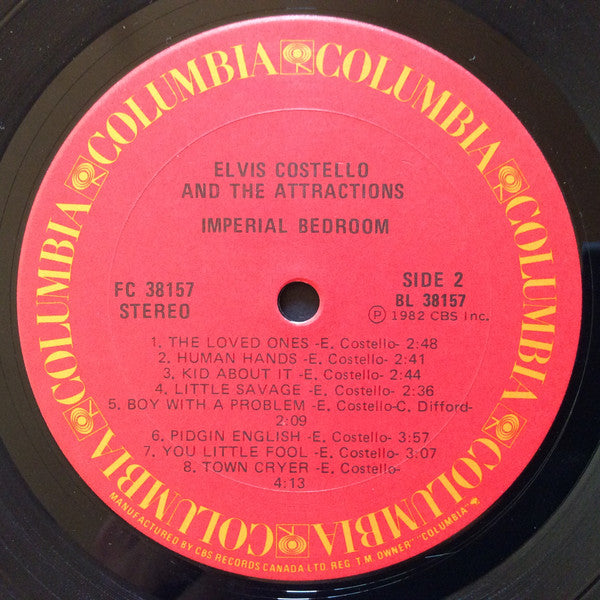 COLUMBIA COLUMBIA COLUMBIA COLUMBIA COLUMBIA COLUMBIA COLUMBIA COLUMBIA
ELVIS COSTELLO
AND THE ATTRACTIONS
IMPERIAL BEDROOM
FC 38157
STEREO
SIDE 2
BL 38157
Ⓟ 1982 CBS Inc.
1. THE LOVED ONES -E. Costello- 2:48
2. HUMAN HANDS -E. Costello- 2:41
3. KID ABOUT IT -E. Costello- 2:44
4. LITTLE SAVAGE -E. Costello- 2:36
5. BOY WITH A PROBLEM -E. Costello-C. Difford-
2:09
6. PIDGIN ENGLISH -E. Costello- 3:57
7. YOU LITTLE FOOL -E. Costello- 3:07
8. TOWN CRYER -E. Costello-
4:13
MANUFACTURED BY CBS RECORDS CANADA LTD. REG. T.M. OWNER "COLUMBIA"